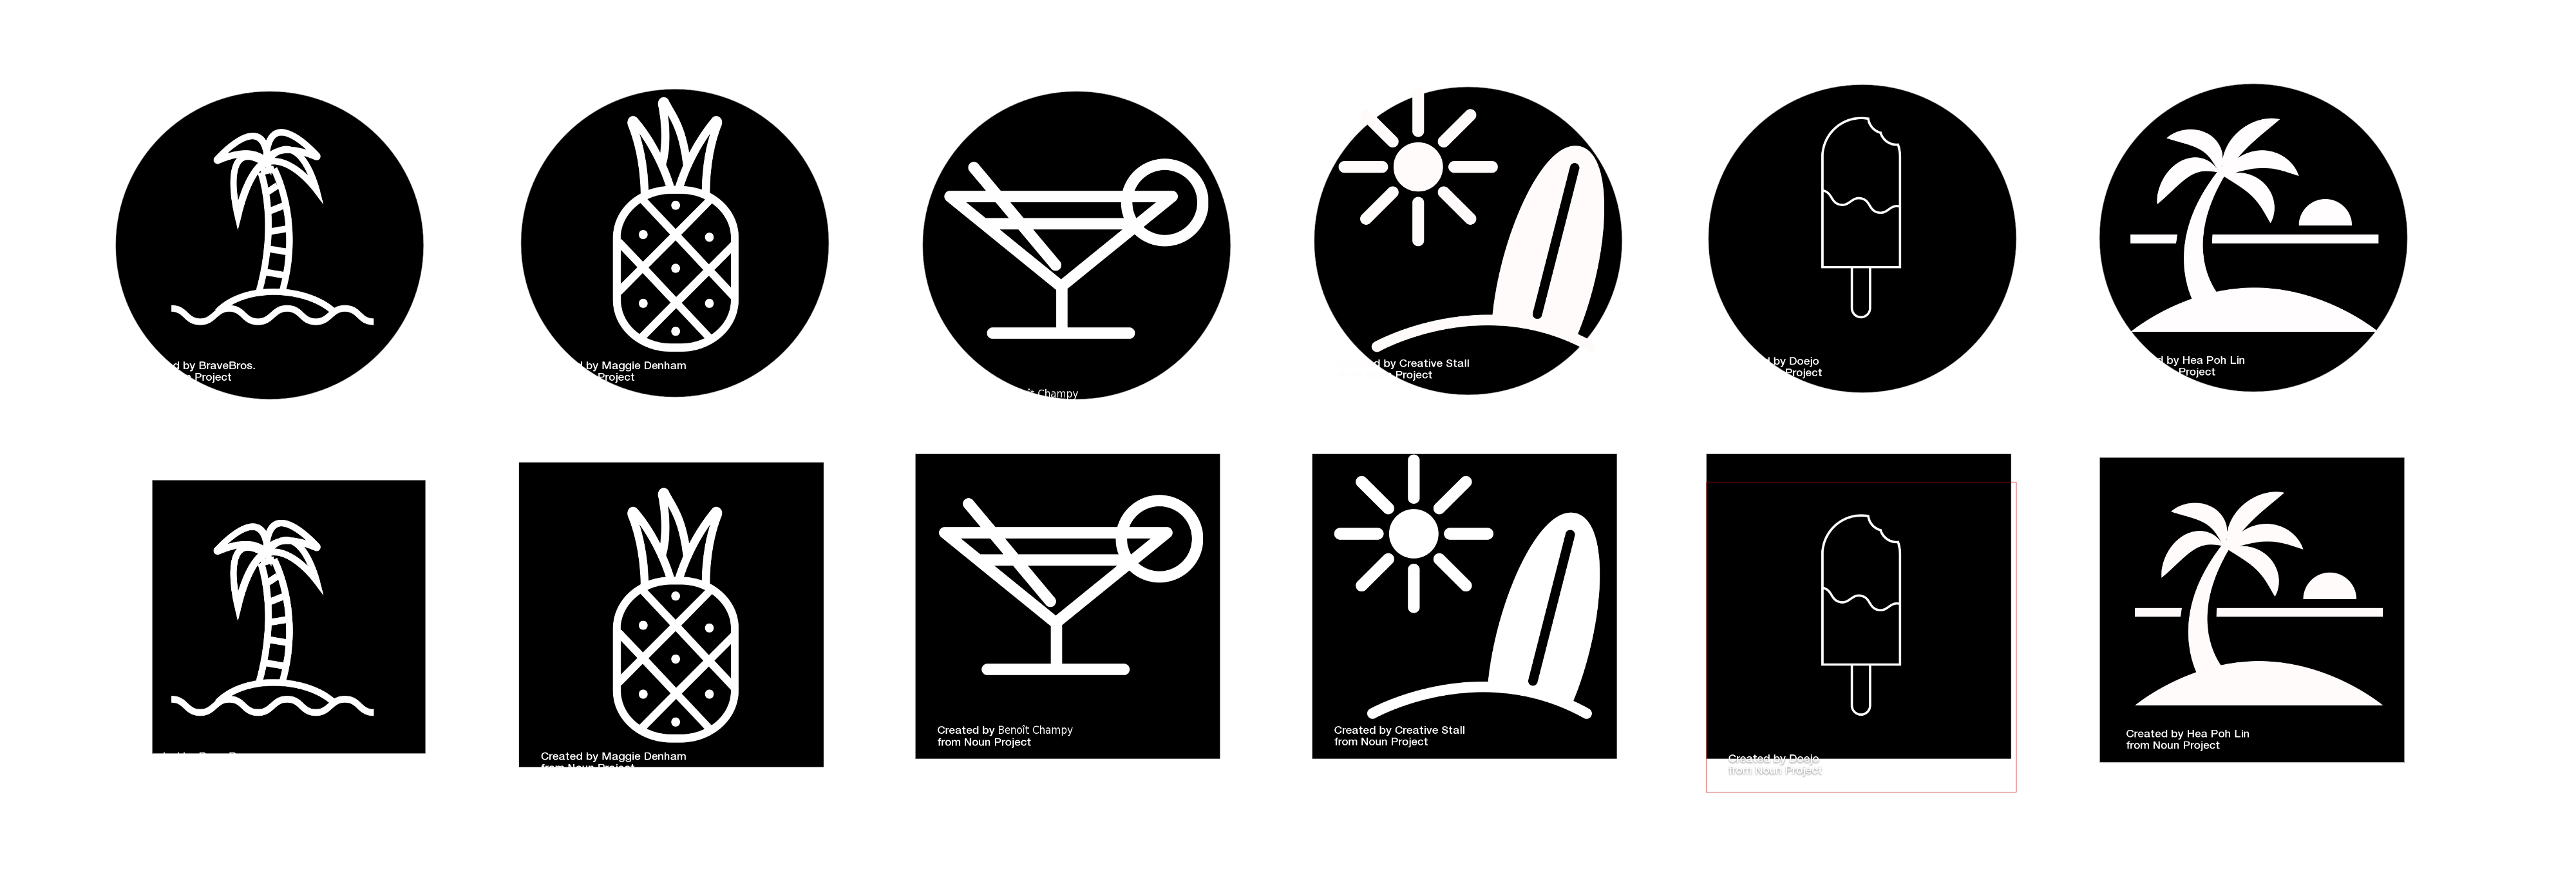 d by BraveBros.
n Project
d by Maggie Denham
Project
Champy
d by Creative Stall
n Project
by Doejo
Project
d by Hea Poh Lin
Project
Created by Maggie Denham
from Noun Project
Created by Benoît Champy
from Noun Project
Created by Creative Stall
from Noun Project
Created by Doejo
from Noun Project
Created by Hea Poh Lin
from Noun Project